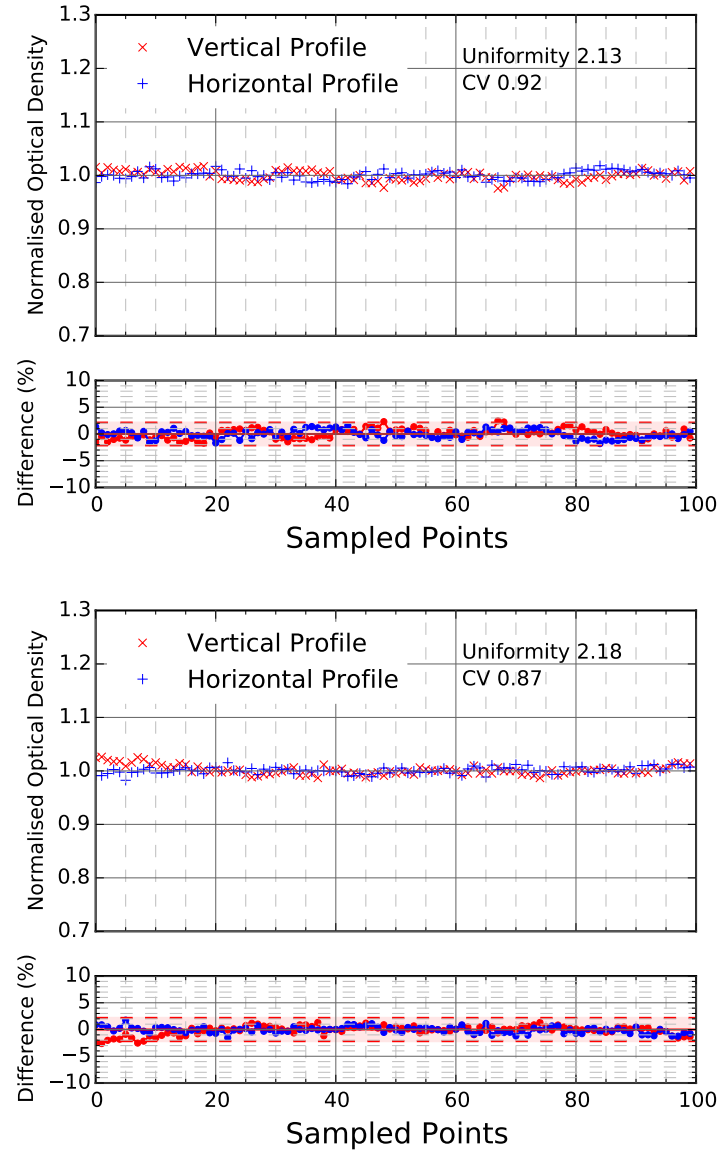 1.3
1.2
1.1
1.0
0.9
0.8
0.7
Normalised Optical Density
Vertical Profile
Horizontal Profile
Uniformity 2.13
CV 0.92
10
5
0
−5
−10
Difference (%)
0 20 40 60 80 100
Sampled Points
1.3
1.2
1.1
1.0
0.9
0.8
0.7
Normalised Optical Density
Vertical Profile
Horizontal Profile
Uniformity 2.18
CV 0.87
10
5
0
−5
−10
Difference (%)
0 20 40 60 80 100
Sampled Points